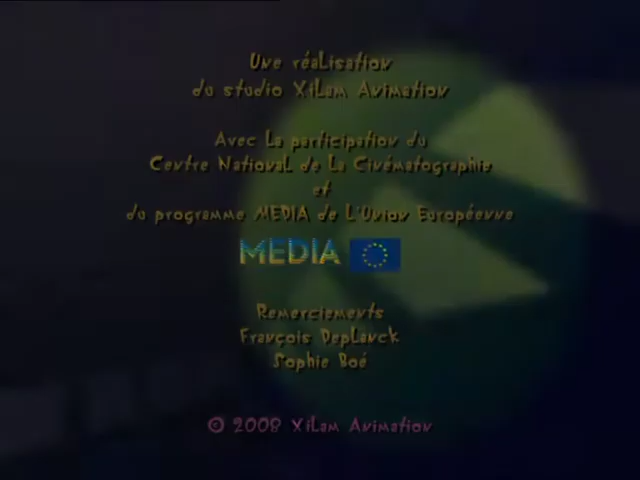 Une réalisation
du studio Xilam Animation
Avec la participation du
Centre National de la Cinématographie
et
du programme MEDIA de L'Union Européenne
MEDIA
Remerciements
François Deplanck
Sophie Boé
© 2008 Xilam Animation